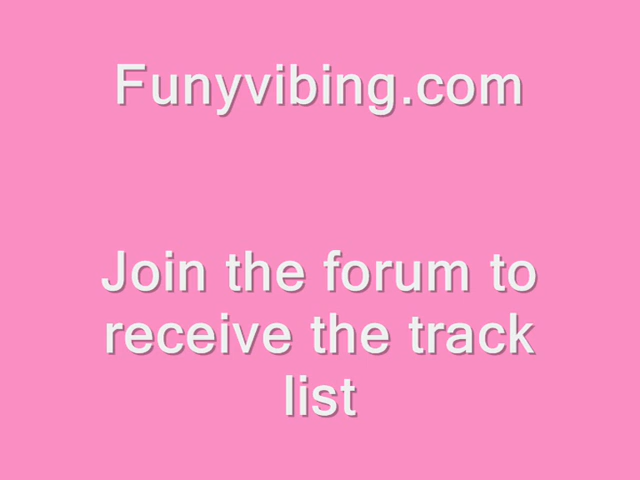 Funyvibing.com
Join the forum to
receive the track
list